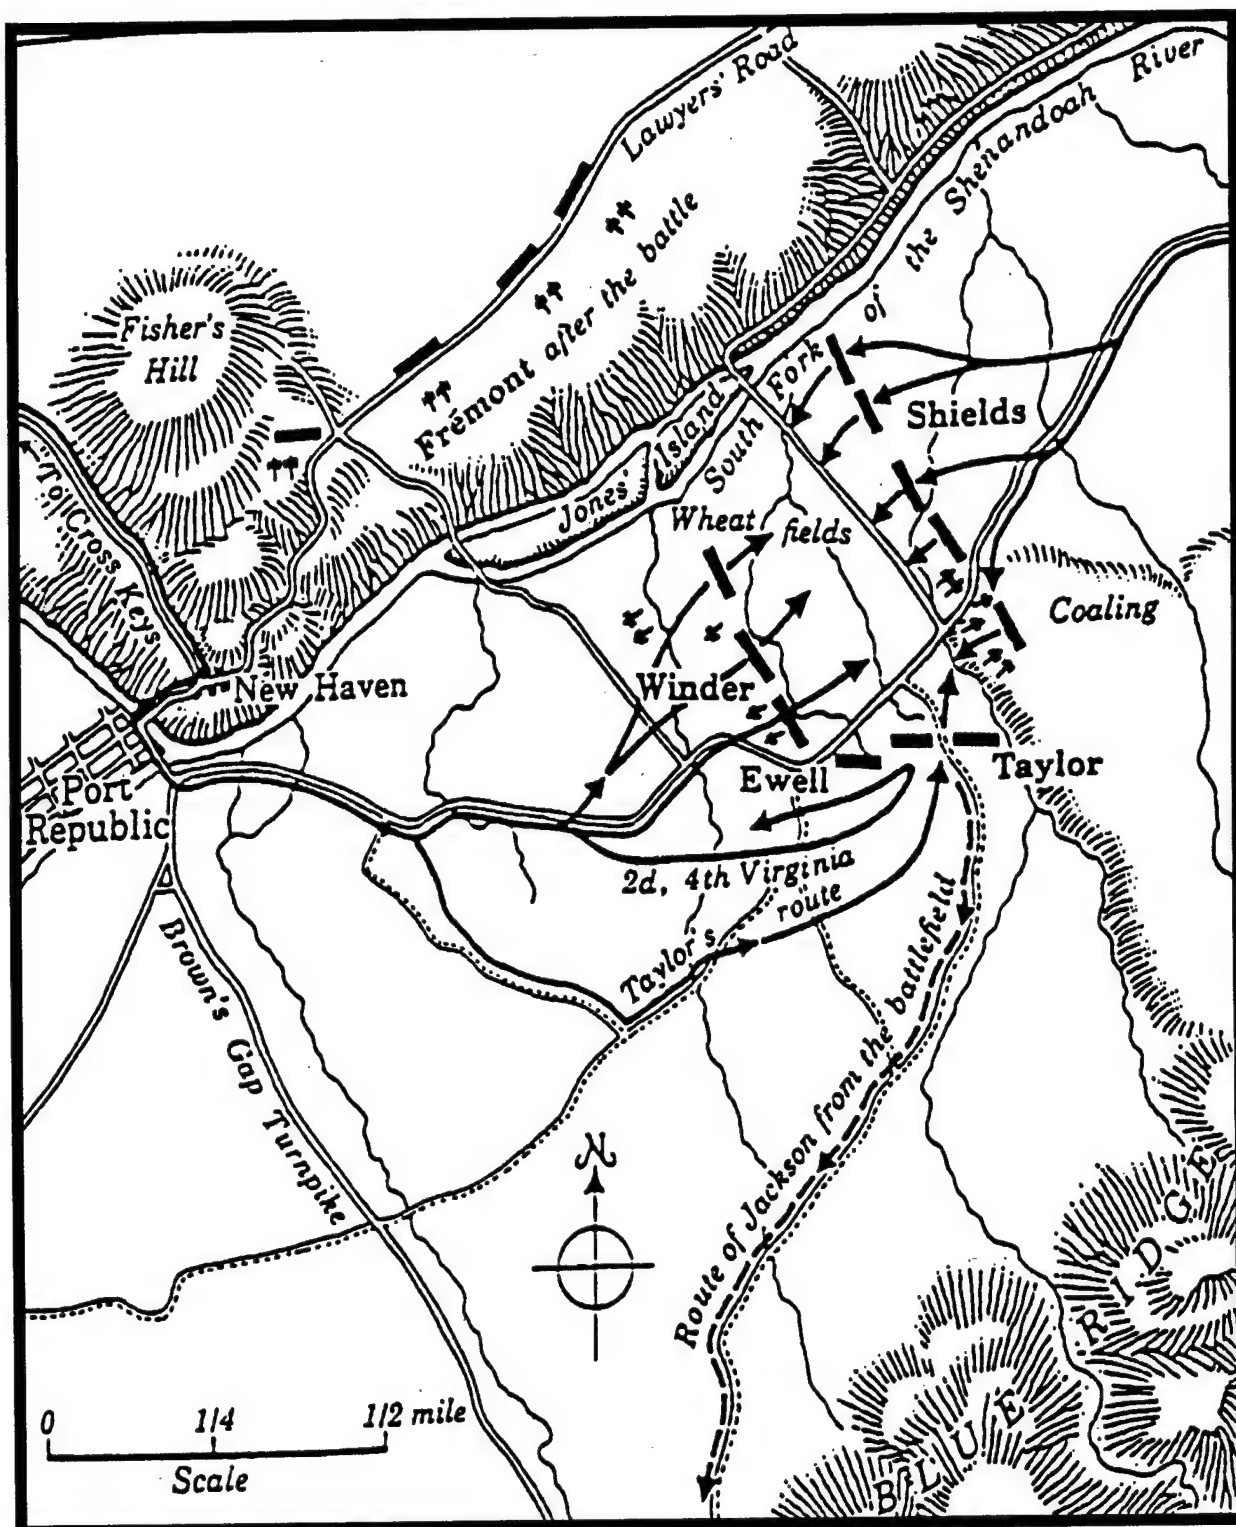 Lawyers' Road
the Shenandoah River
Fisher's
Hill
Frémont after the battle
South Fork of
Shields
Jones' Island
Wheat fields
To Cross Keys
Coaling
New Haven
Winder
Port
Republic
Ewell
Taylor
2d, 4th Virginia
Taylor's route
Brown's Gap Turnpike
Route of Jackson from the battlefield
N
BLUE RIDGE
0 1/4 1/2 mile
Scale